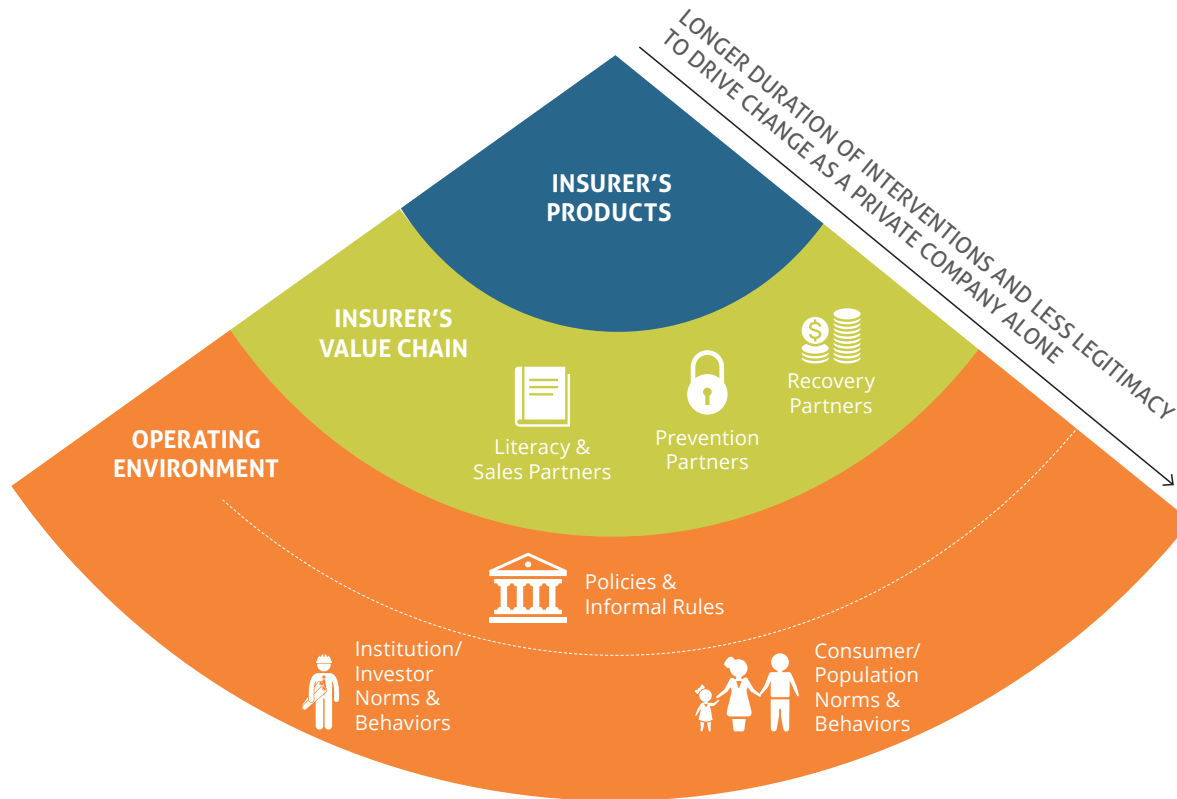 LONGER DURATION OF INTERVENTIONS AND LESS LEGITIMACY
TO DRIVE CHANGE AS A PRIVATE COMPANY ALONE
INSURER'S
PRODUCTS
INSURER'S
VALUE CHAIN
$
Recovery
Partners
Prevention
Partners
Literacy &
Sales Partners
OPERATING
ENVIRONMENT
Policies &
Informal Rules
Institution/
Investor
Norms &
Behaviors
Consumer/
Population
Norms &
Behaviors